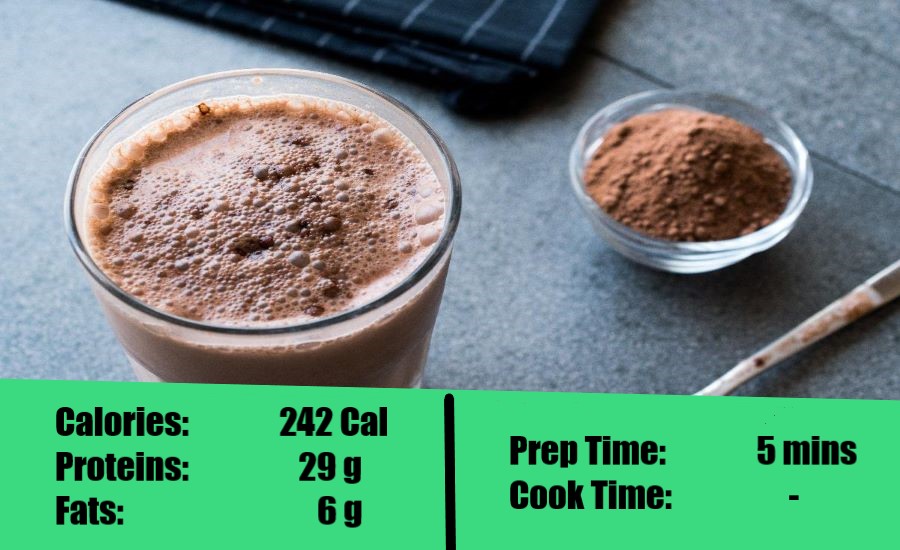 Calories: 242 Cal
Proteins: 29 g
Fats: 6 g
Prep Time: 5 mins
Cook Time: -